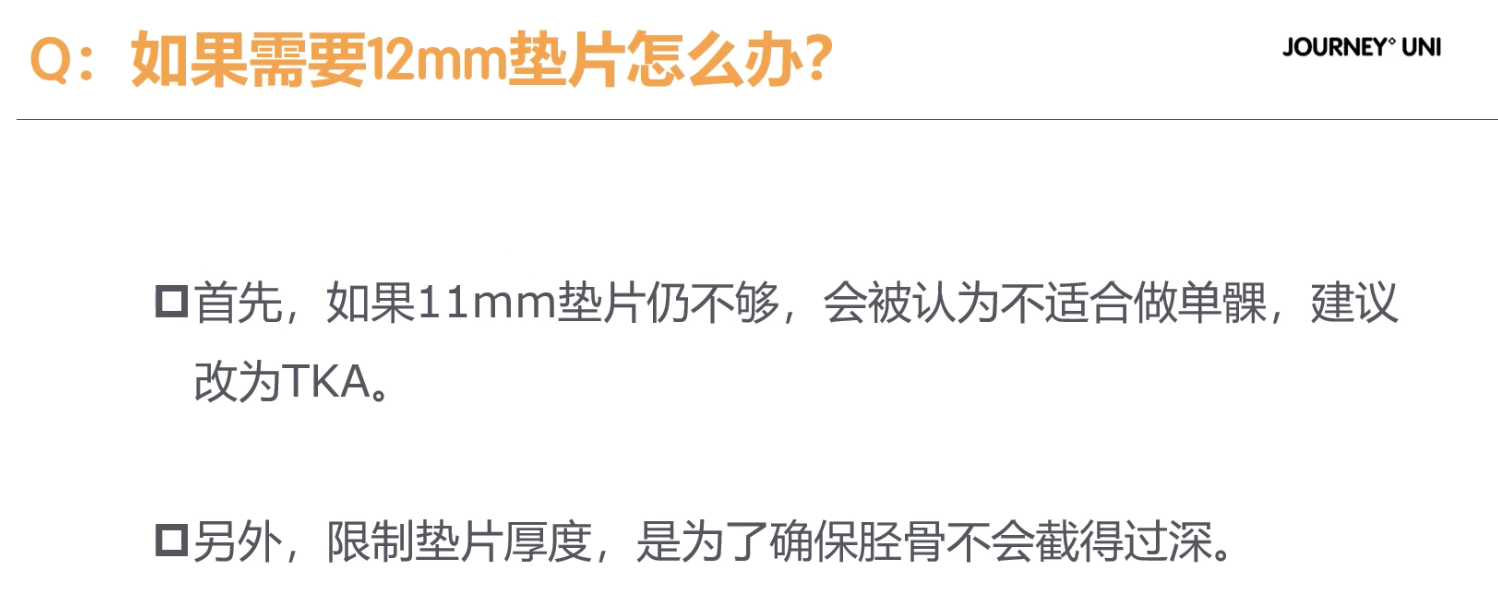 Q：如果需要12mm垫片怎么办？
JOURNEY° UNI
首先，如果11mm垫片仍不够，会被认为不适合做单髁，建议
改为TKA。
另外，限制垫片厚度，是为了确保胫骨不会截得过深。